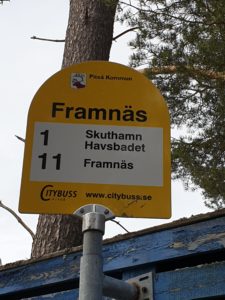 Piteå Kommun
Framnäs
1 Skuthamn
Havsbadet
11 Framnäs
CITYBUSS
www.citybuss.se